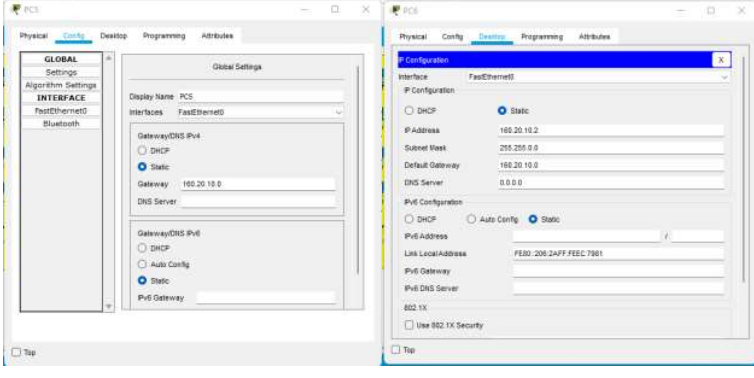 PC5
Physical Config Desktop Programming Attributes
GLOBAL
Settings
Algorithm Settings
INTERFACE
FastEthernet0
Bluetooth
Global Settings
Display Name PC5
Interfaces FastEthernet0
Gateway/DNS IPv4
DHCP
Static
Gateway 160.20.10.0
DNS Server
Gateway/DNS IPv6
DHCP
Auto Config
Static
IPv6 Gateway
Top
PC6
Physical Config Desktop Programming Attributes
IP Configuration X
Interface FastEthernet0
IP Configuration
DHCP Static
IP Address 160.20.10.2
Subnet Mask 255.255.0.0
Default Gateway 160.20.10.0
DNS Server 0.0.0.0
IPv6 Configuration
DHCP Auto Config Static
IPv6 Address /
Link Local Address FE80::206:2AFF:FEEC:7981
IPv6 Gateway
IPv6 DNS Server
802.1X
Use 802.1X Security
Top